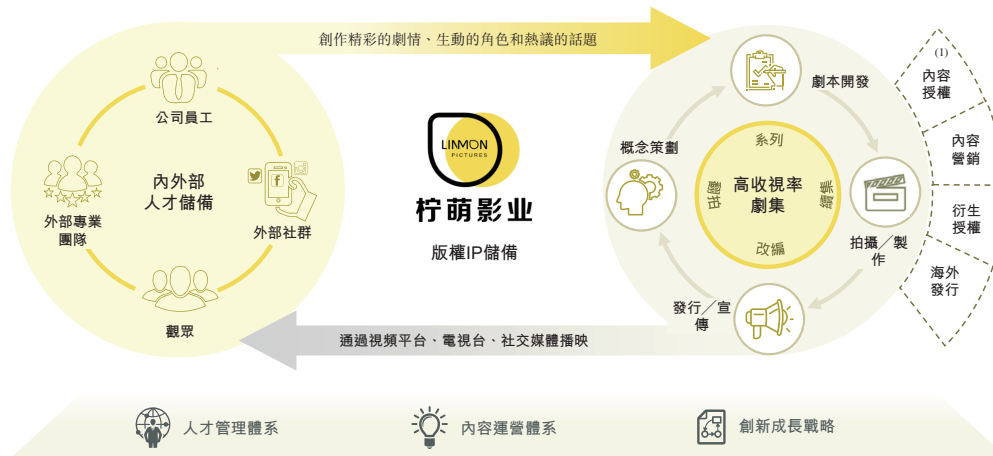 創作精彩的劇情、生動的角色和熱議的話題
公司員工
外部專業
團隊
內外部
人才儲備
外部社群
觀眾
LINMON
PICTURES
柠萌影业
版權IP儲備
通過視頻平台、電視台、社交媒體播映
概念策劃
劇本開發
拍攝／製
作
發行／宣
傳
系列
翻拍
高收視率
劇集
續集
改編
(1)
內容
授權
內容
營銷
衍生
授權
海外
發行
人才管理體系
內容運營體系
創新成長戰略